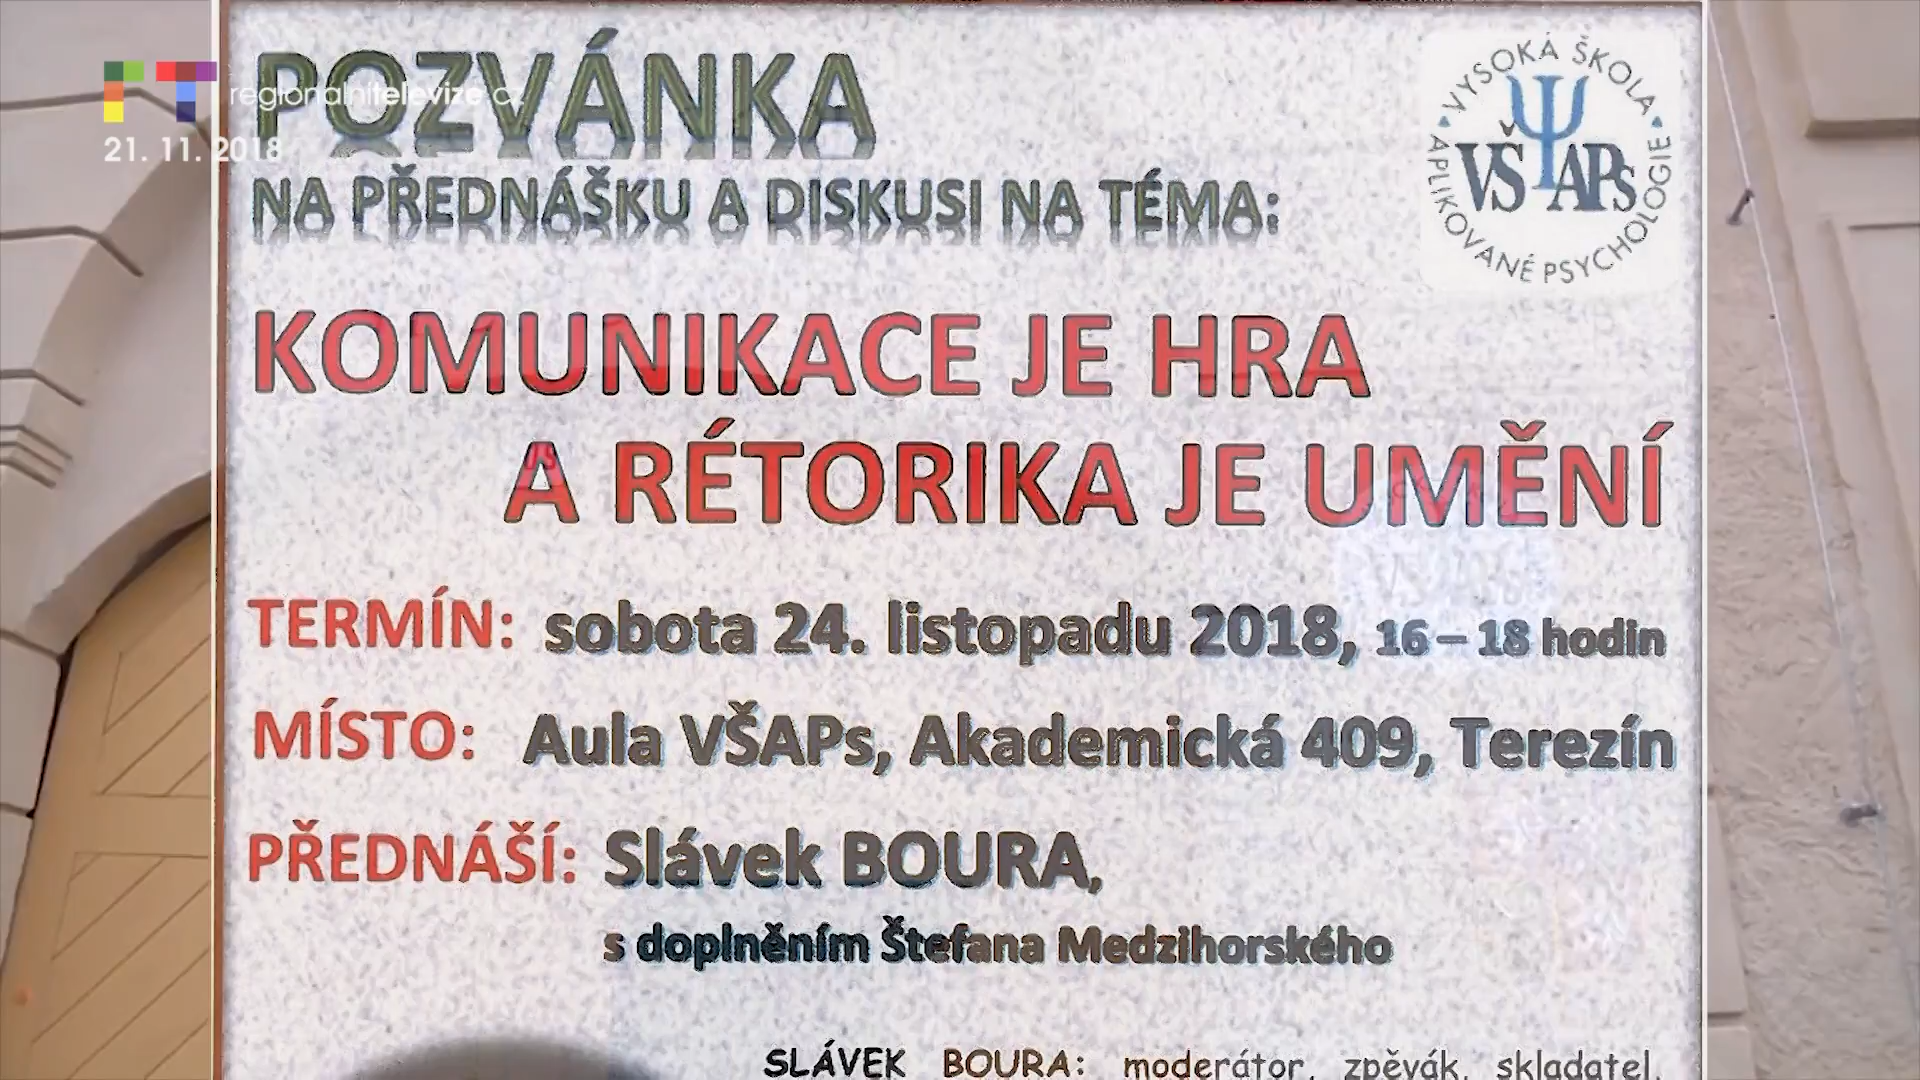 POZVÁNKA
regionalnitelevize.cz
21. 11. 2018
NA PŘEDNÁŠKU A DISKUSI NA TÉMA:
VYSOKÁ ŠKOLA
APLIKOVANÉ PSYCHOLOGIE
VŠAPs
KOMUNIKACE JE HRA
A RÉTORIKA JE UMĚNÍ
TERMÍN: sobota 24. listopadu 2018, 16 – 18 hodin
MÍSTO: Aula VŠAPs, Akademická 409, Terezín
PŘEDNÁŠÍ: Slávek BOURA,
s doplněním Štefana Medzihorského
SLÁVEK BOURA: moderátor, zpěvák, skladatel,